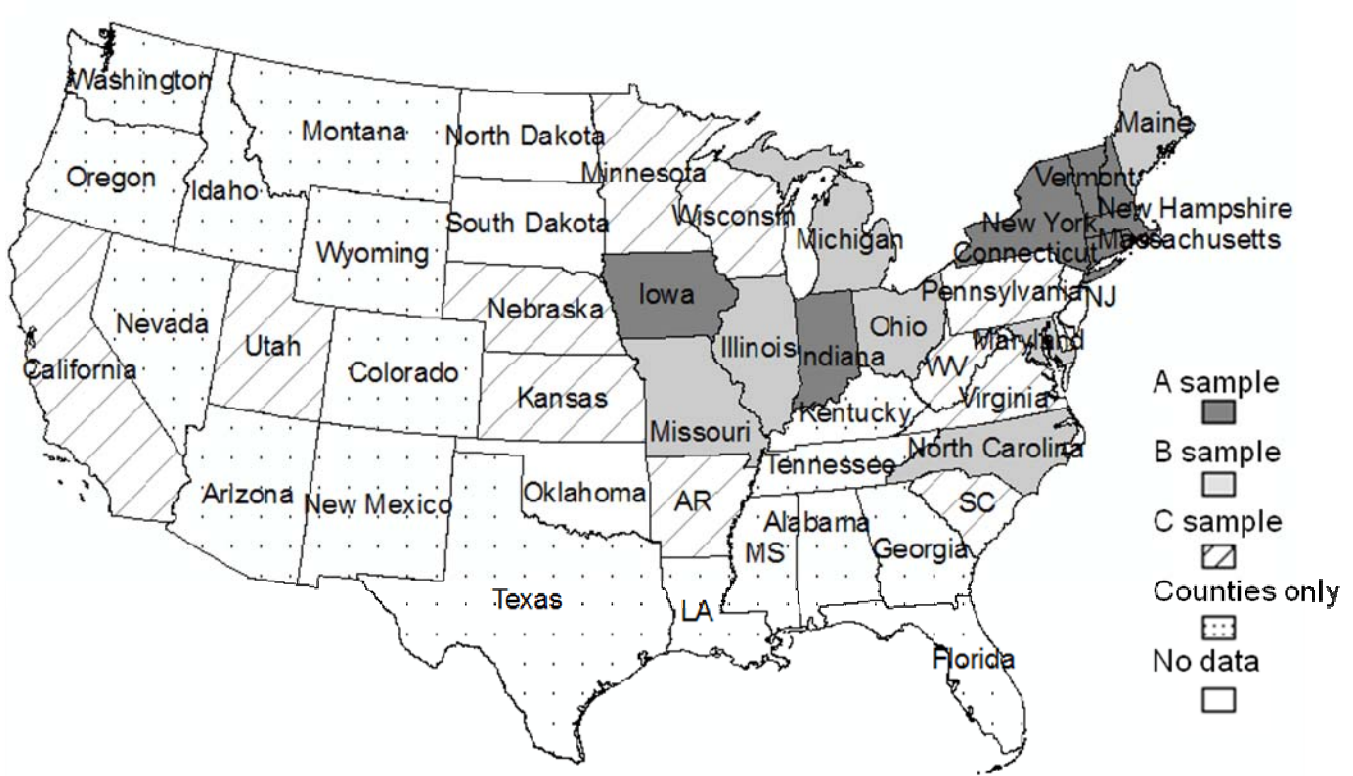 Washington
Montana
North Dakota
Minnesota
Maine
Oregon
Idaho
Vermont
South Dakota
Wisconsin
New Hampshire
New York
Massachusetts
Wyoming
Michigan
Connecticut
Iowa
Pennsylvania
NJ
Nebraska
Nevada
Ohio
Maryland
Utah
Illinois
Indiana
California
Colorado
WV
A sample
Kansas
Virginia
Kentucky
Missouri
North Carolina
B sample
Tennessee
Arizona
New Mexico
Oklahoma
AR
SC
Alabama
C sample
MS
Georgia
Counties only
Texas
LA
Florida
No data